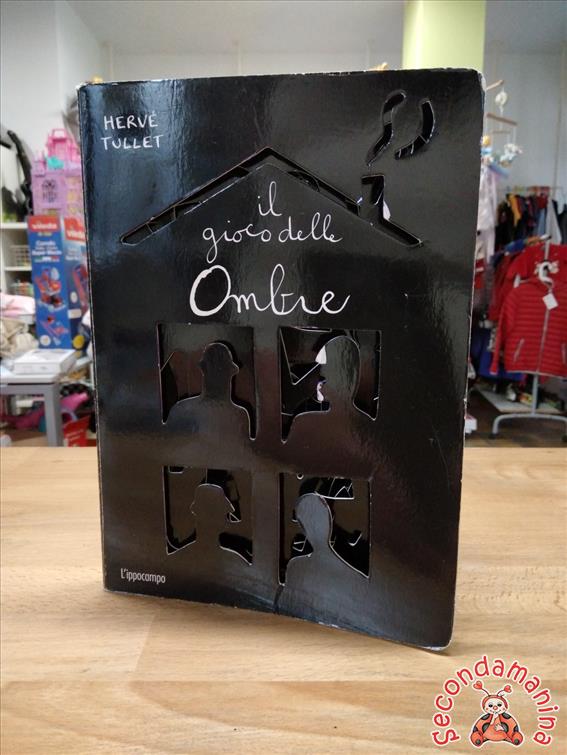 HERVÉ
TULLET
il
gioco delle
Ombre
L'ippocampo
secondamanina